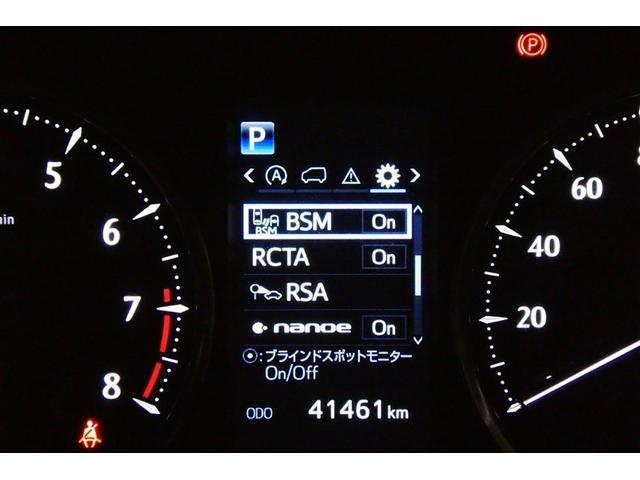 P
P
5
6
7
8
min
A
BSM
BSM On
RCTA On
RSA
nanoe On
:ブラインドスポットモニター
On/Off
ODO 41461 km
60
40
20